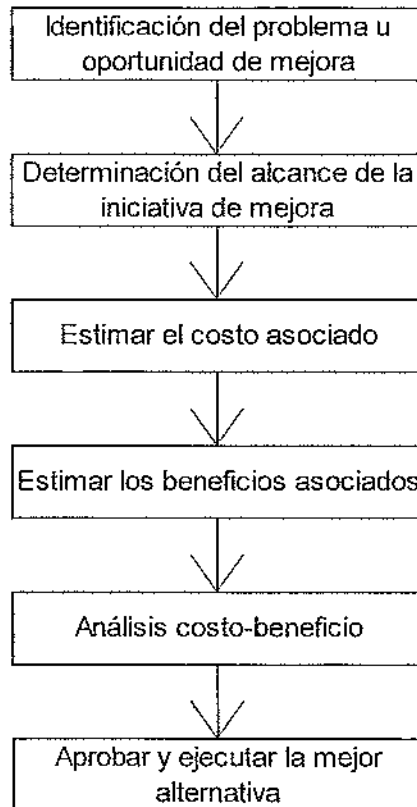 Identificación del problema u
oportunidad de mejora
Determinación del alcance de la
iniciativa de mejora
Estimar el costo asociado
Estimar los beneficios asociados
Análisis costo-beneficio
Aprobar y ejecutar la mejor
alternativa